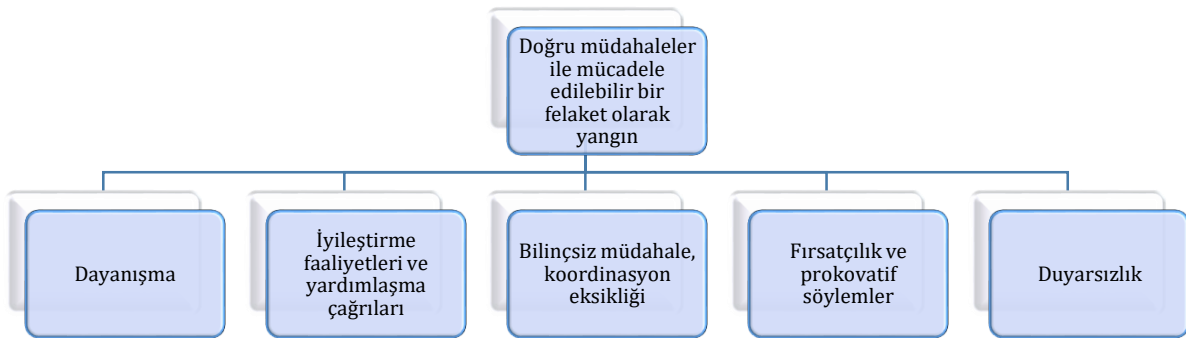 Doğru müdahaleler
ile mücadele
edilebilir bir
felaket olarak
yangın
Dayanışma
İyileştirme
faaliyetleri ve
yardımlaşma
çağrıları
Bilinçsiz müdahale,
koordinasyon
eksikliği
Fırsatçılık ve
prokovatif
söylemler
Duyarsızlık